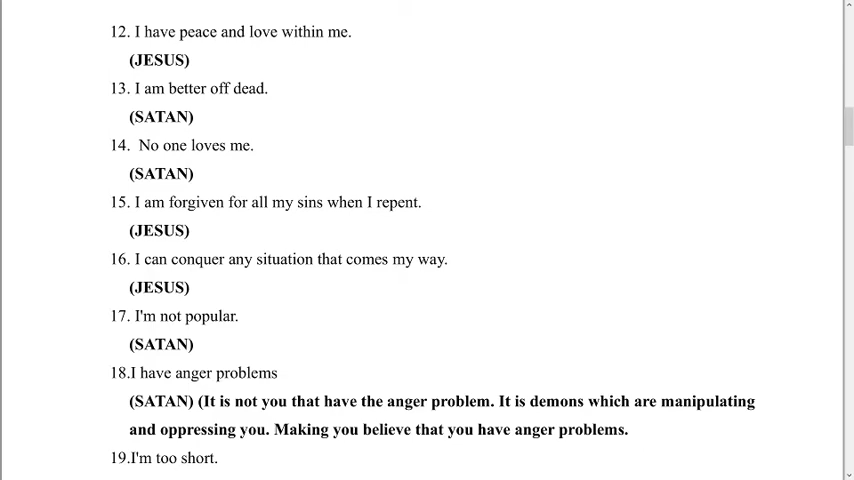 12. I have peace and love within me.
(JESUS)
13. I am better off dead.
(SATAN)
14.  No one loves me.
(SATAN)
15. I am forgiven for all my sins when I repent.
(JESUS)
16. I can conquer any situation that comes my way.
(JESUS)
17. I'm not popular.
(SATAN)
18.I have anger problems
(SATAN) (It is not you that have the anger problem. It is demons which are manipulating
and oppressing you. Making you believe that you have anger problems.
19.I'm too short.